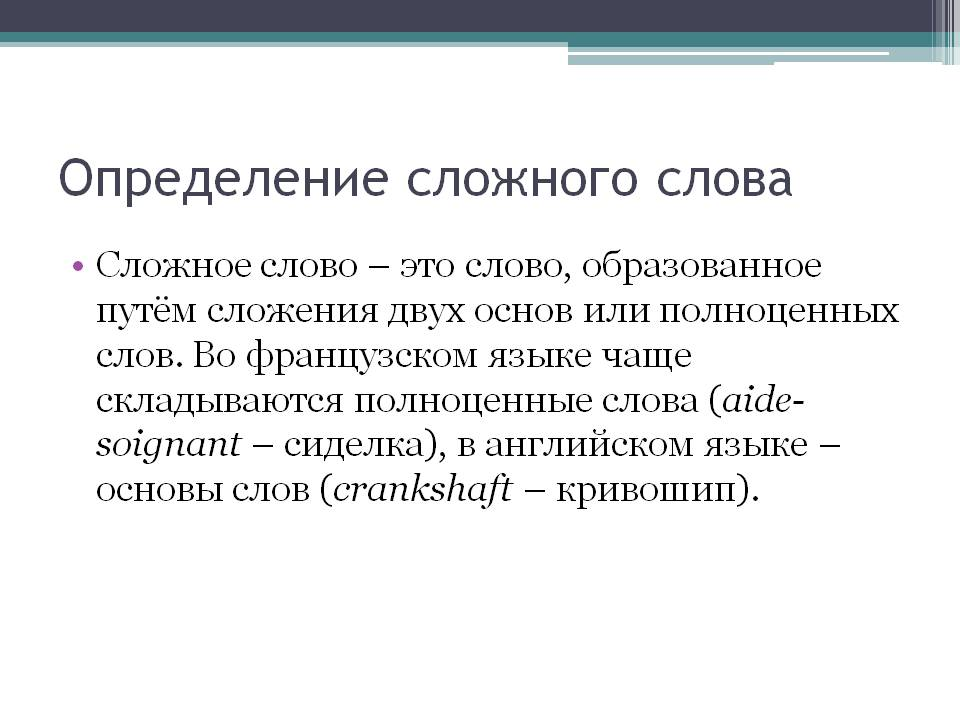 Определение сложного слова
• Сложное слово – это слово, образованное
путём сложения двух основ или полноценных
слов. Во французском языке чаще
складываются полноценные слова (aide-
soignant – сиделка), в английском языке –
основы слов (crankshaft – кривошип).